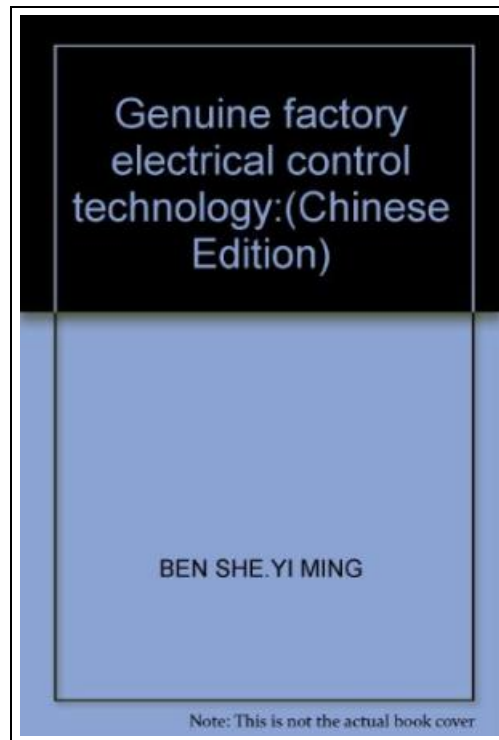 Genuine factory
electrical control
technology:(Chinese
Edition)
BEN SHE.YI MING
Note: This is not the actual book cover